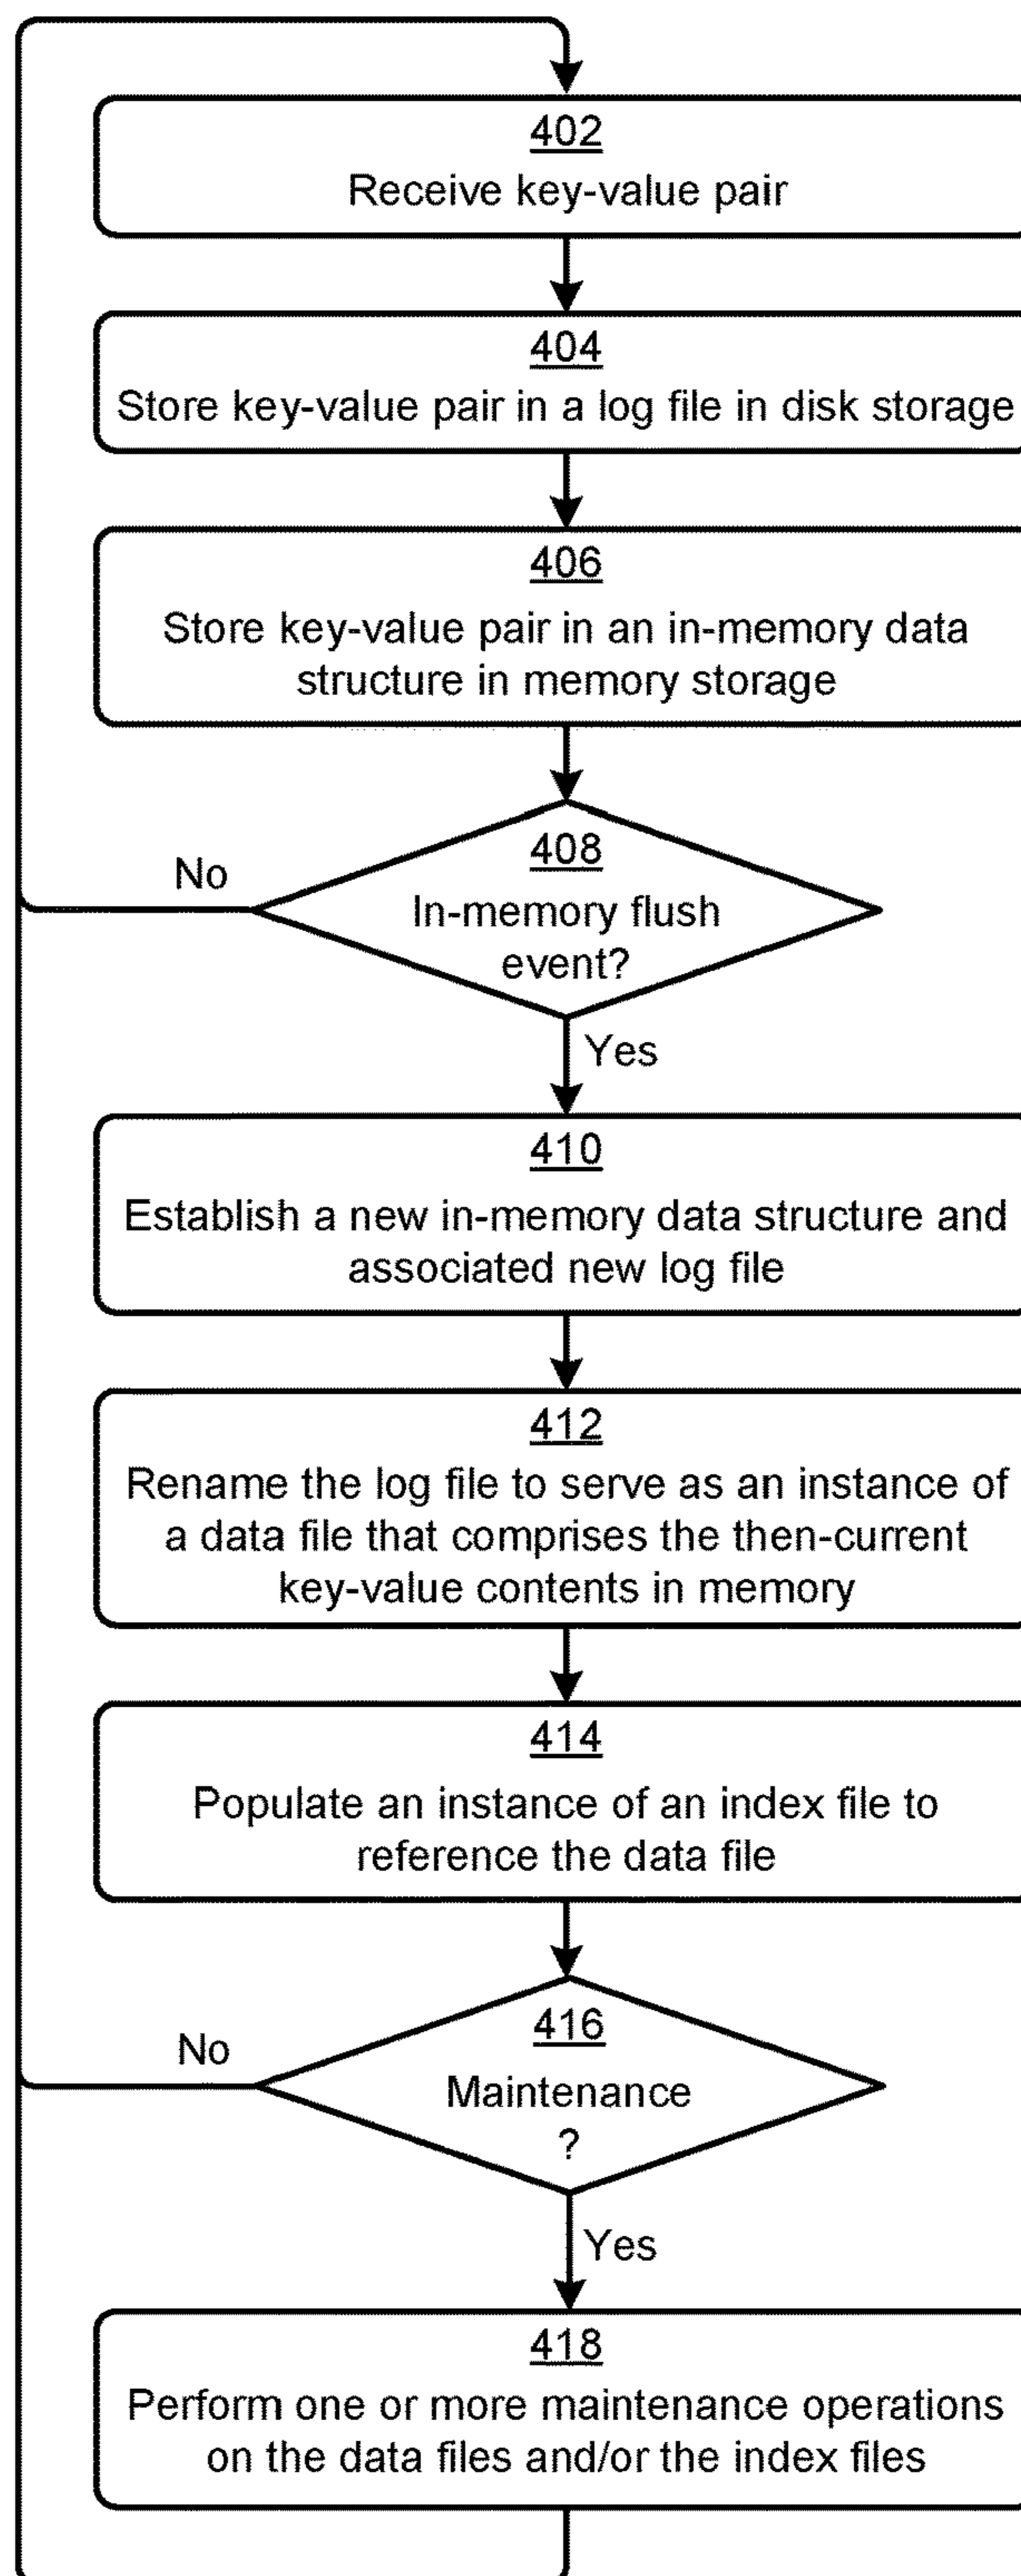 402
Receive key-value pair
404
Store key-value pair in a log file in disk storage
406
Store key-value pair in an in-memory data
structure in memory storage
408
No
In-memory flush
event?
Yes
410
Establish a new in-memory data structure and
associated new log file
412
Rename the log file to serve as an instance of
a data file that comprises the then-current
key-value contents in memory
414
Populate an instance of an index file to
reference the data file
416
No
Maintenance
?
Yes
418
Perform one or more maintenance operations
on the data files and/or the index files